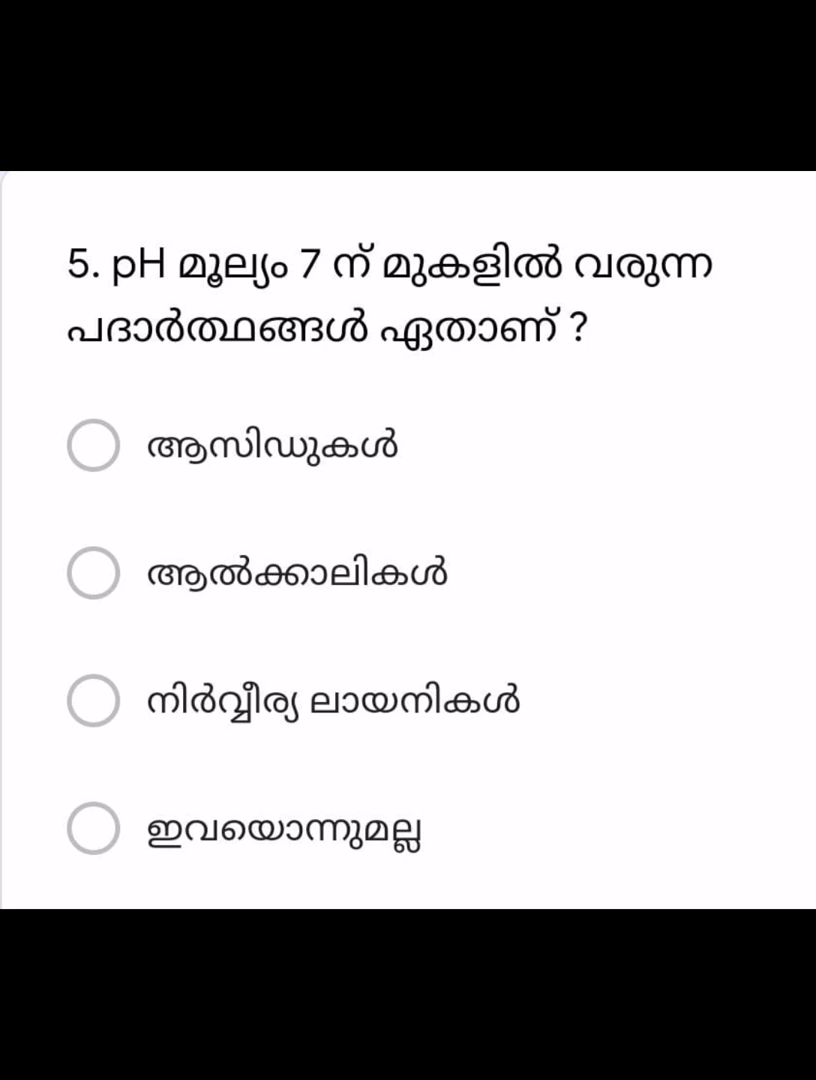 5. pH മൂല്യം 7 ന് മുകളിൽ വരുന്ന
പദാർത്ഥങ്ങൾ ഏതാണ് ?
ആസിഡുകൾ
ആൽക്കാലികൾ
നിർവ്വീര്യ ലായനികൾ
ഇവയൊന്നുമല്ല